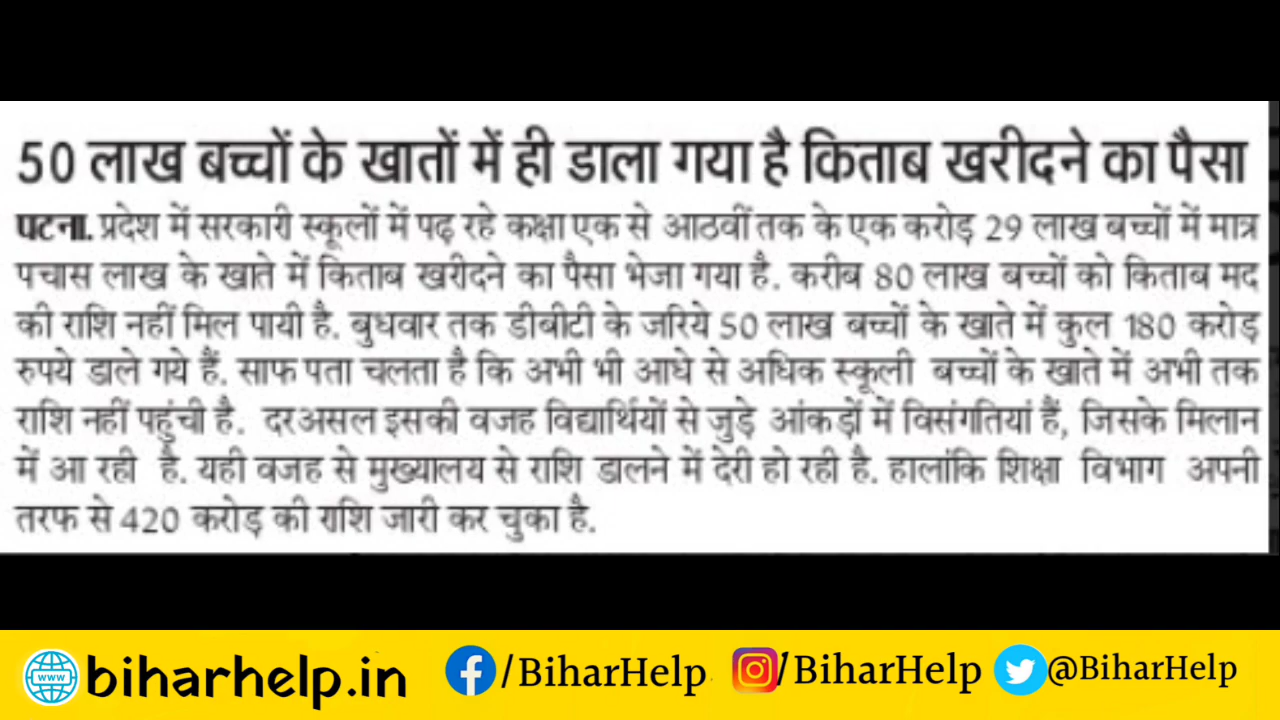 50 लाख बच्चों के खातों में ही डाला गया है किताब खरीदने का पैसा
पटना. प्रदेश में सरकारी स्कूलों में पढ़ रहे कक्षा एक से आठवीं तक के एक करोड़ 29 लाख बच्चों में मात्र
पचास लाख के खाते में किताब खरीदने का पैसा भेजा गया है. करीब 80 लाख बच्चों को किताब मद
की राशि नहीं मिल पायी है. बुधवार तक डीबीटी के जरिये 50 लाख बच्चों के खाते में कुल 180 करोड़
रुपये डाले गये हैं. साफ पता चलता है कि अभी भी आधे से अधिक स्कूली बच्चों के खाते में अभी तक
राशि नहीं पहुंची है. दरअसल इसकी वजह विद्यार्थियों से जुड़े आंकड़ों में विसंगतियां हैं, जिसके मिलान
में आ रही है. यही वजह से मुख्यालय से राशि डालने में देरी हो रही है. हालांकि शिक्षा विभाग अपनी
तरफ से 420 करोड़ की राशि जारी कर चुका है.
www biharhelp.in /BiharHelp /BiharHelp @BiharHelp